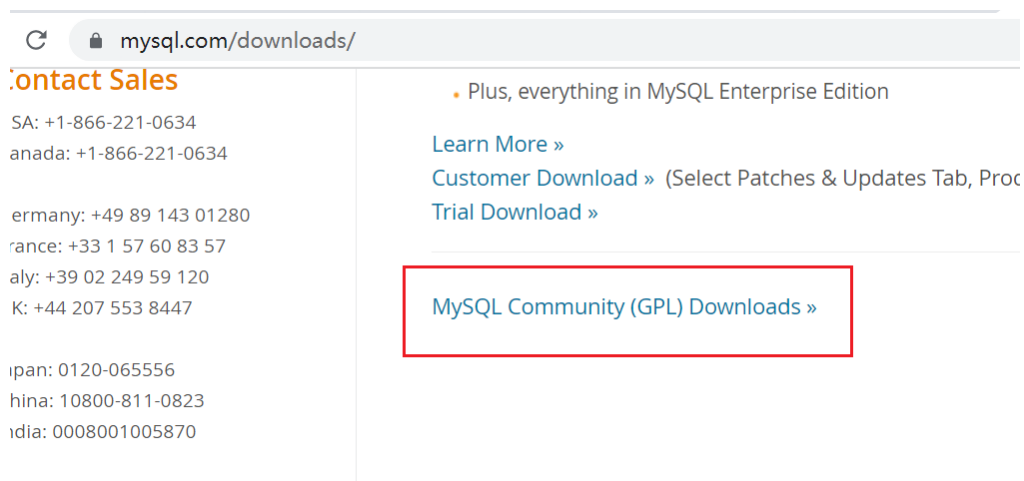 mysql.com/downloads/
Contact Sales
SA: +1-866-221-0634
anada: +1-866-221-0634
ermany: +49 89 143 01280
rance: +33 1 57 60 83 57
aly: +39 02 249 59 120
K: +44 207 553 8447
apan: 0120-065556
hina: 10800-811-0823
ndia: 0008001005870
• Plus, everything in MySQL Enterprise Edition
Learn More »
Customer Download » (Select Patches & Updates Tab, Prod
Trial Download »
MySQL Community (GPL) Downloads »